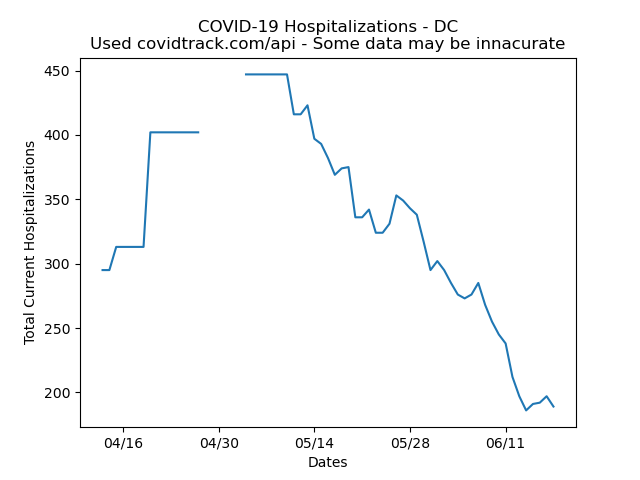 COVID-19 Hospitalizations - DC
Used covidtrack.com/api - Some data may be innacurate
450
400
350
300
250
200
Total Current Hospitalizations
04/16 04/30 05/14 05/28 06/11
Dates